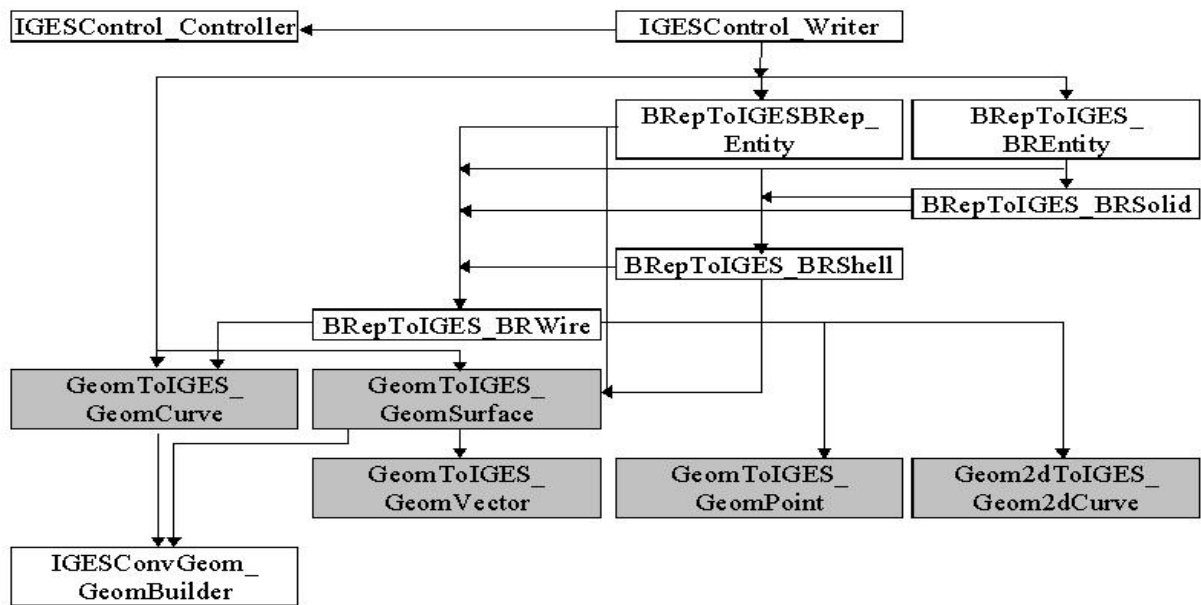 IGESControl_Controller
IGESControl_Writer
BRepToIGESBRep_
Entity
BRepToIGES_
BREntity
BRepToIGES_BRSolid
BRepToIGES_BRShell
BRepToIGES_BRWire
GeomToIGES_
GeomCurve
GeomToIGES_
GeomSurface
GeomToIGES_
GeomVector
GeomToIGES_
GeomPoint
Geom2dToIGES_
Geom2dCurve
IGESConvGeom_
GeomBuilder